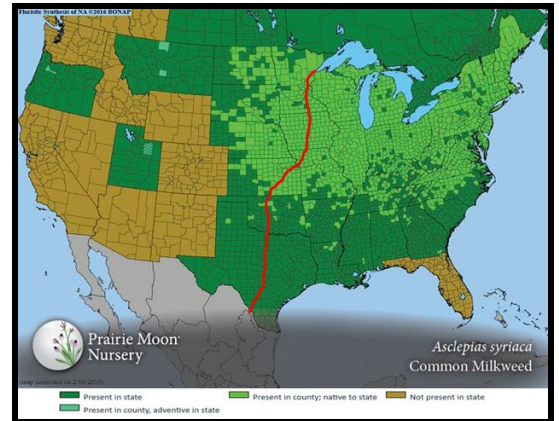 Floristic Synthesis of NA ©2016 BONAP
Prairie Moon
Nursery
Asclepias syriaca
Common Milkweed
Present in state
Present in county; native to state
Not present in state
Present in county, adventive in state